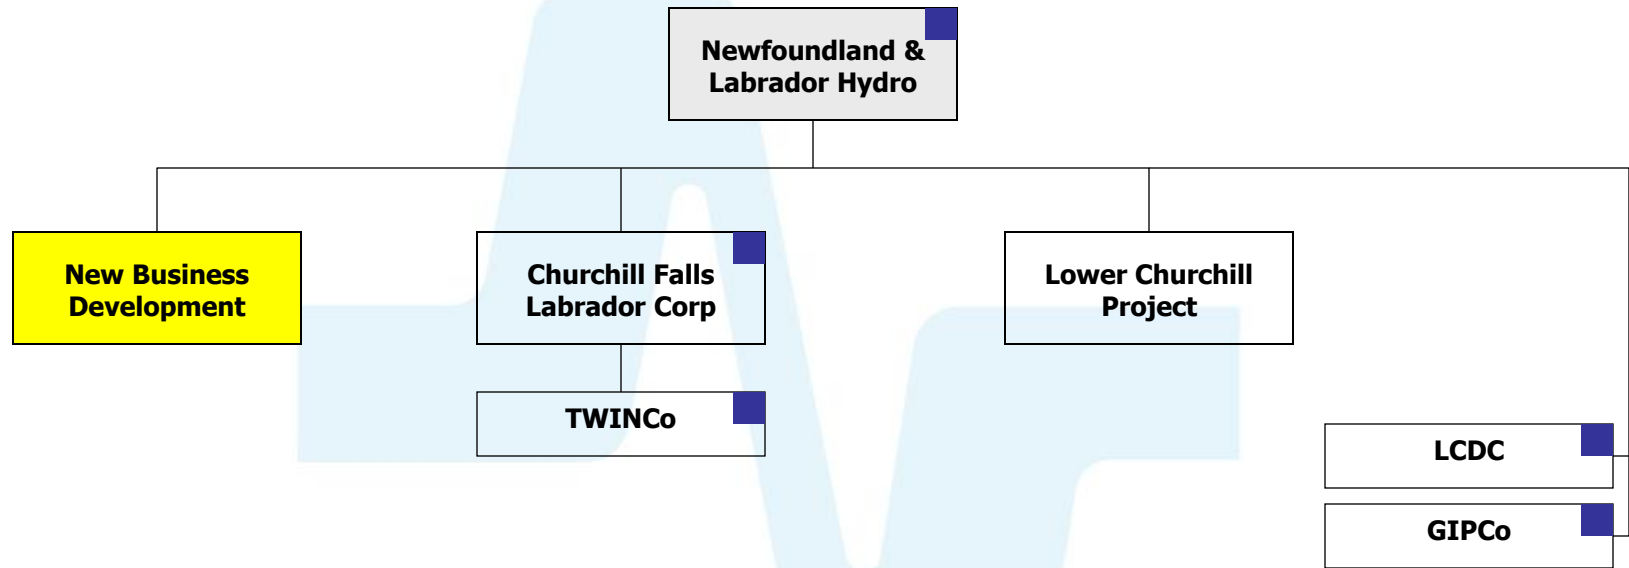 Newfoundland &
Labrador Hydro
New Business
Development
Churchill Falls
Labrador Corp
Lower Churchill
Project
TWINCo
LCDC
GIPCo